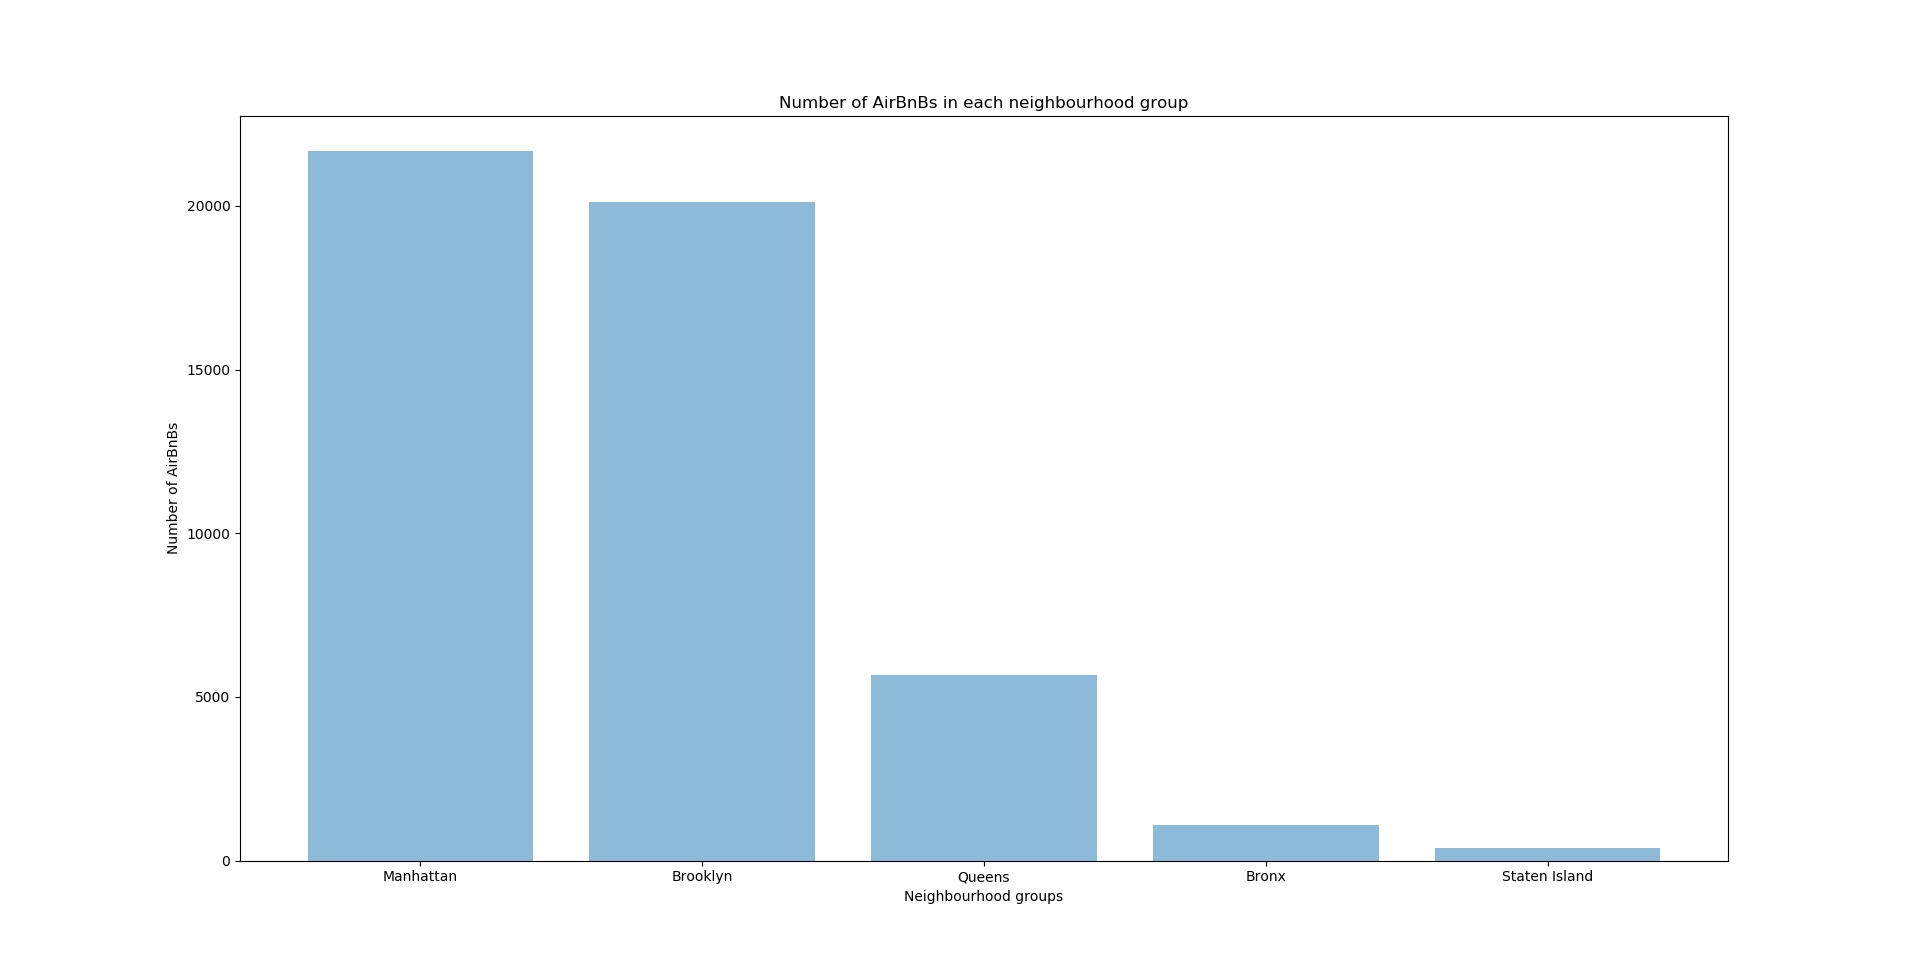 Number of AirBnBs in each neighbourhood group
Number of AirBnBs
20000
15000
10000
5000
0
Manhattan Brooklyn Queens Bronx Staten Island
Neighbourhood groups